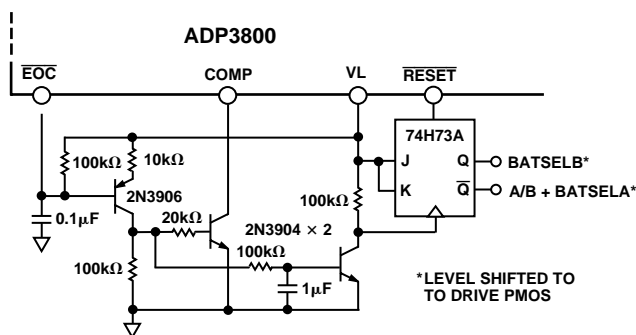 ADP3800
EOC COMP VL RESET
74H73A
100kΩ 10kΩ
J Q BATSELB*
100kΩ
K Q A/B + BATSELA*
2N3906
0.1μF
20kΩ
2N3904 × 2
100kΩ
100kΩ
1μF
*LEVEL SHIFTED TO
TO DRIVE PMOS